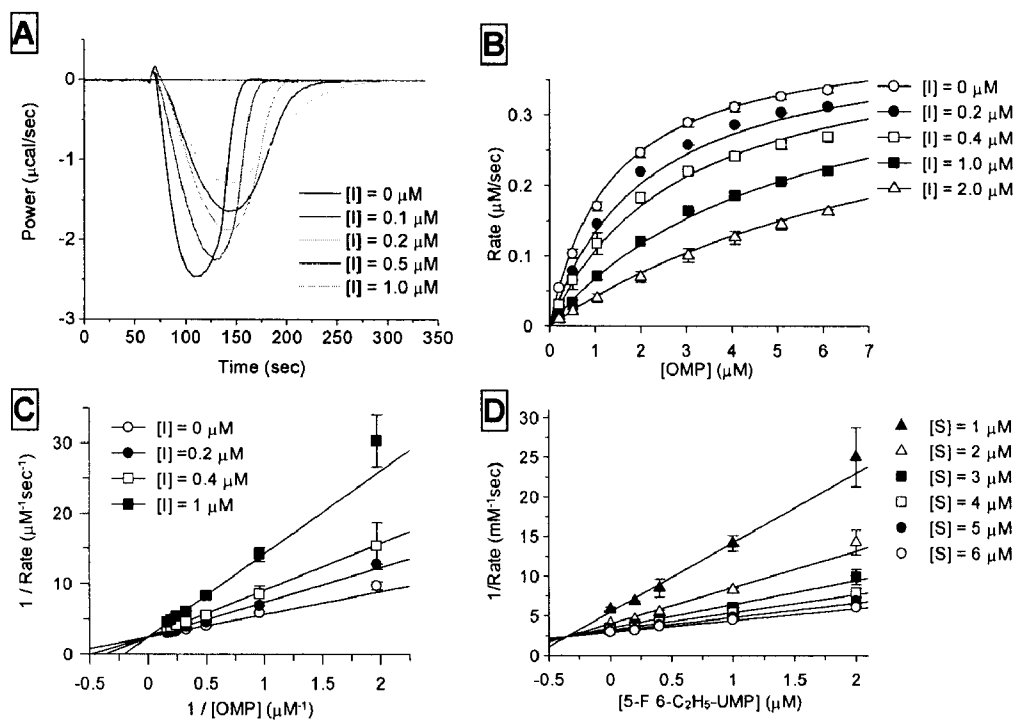 A
Power (µcal/sec)
0
-1
-2
-3
0 50 100 150 200 250 300 350
Time (sec)
[I] = 0 µM
[I] = 0.1 µM
[I] = 0.2 µM
[I] = 0.5 µM
[I] = 1.0 µM
B
Rate (µM/sec)
0.3
0.2
0.1
0
0 1 2 3 4 5 6 7
[OMP] (µM)
[I] = 0 µM
[I] = 0.2 µM
[I] = 0.4 µM
[I] = 1.0 µM
[I] = 2.0 µM
C
1 / Rate (µM⁻¹sec⁻¹)
30
20
10
0
-0.5 0 0.5 1 1.5 2
1 / [OMP] (µM⁻¹)
[I] = 0 µM
[I] =0.2 µM
[I] = 0.4 µM
[I] = 1 µM
D
1/Rate (mM⁻¹sec)
30
25
20
15
10
5
0
-0.5 0 0.5 1 1.5 2
[5-F 6-C₂H₅-UMP] (µM)
[S] = 1 µM
[S] = 2 µM
[S] = 3 µM
[S] = 4 µM
[S] = 5 µM
[S] = 6 µM